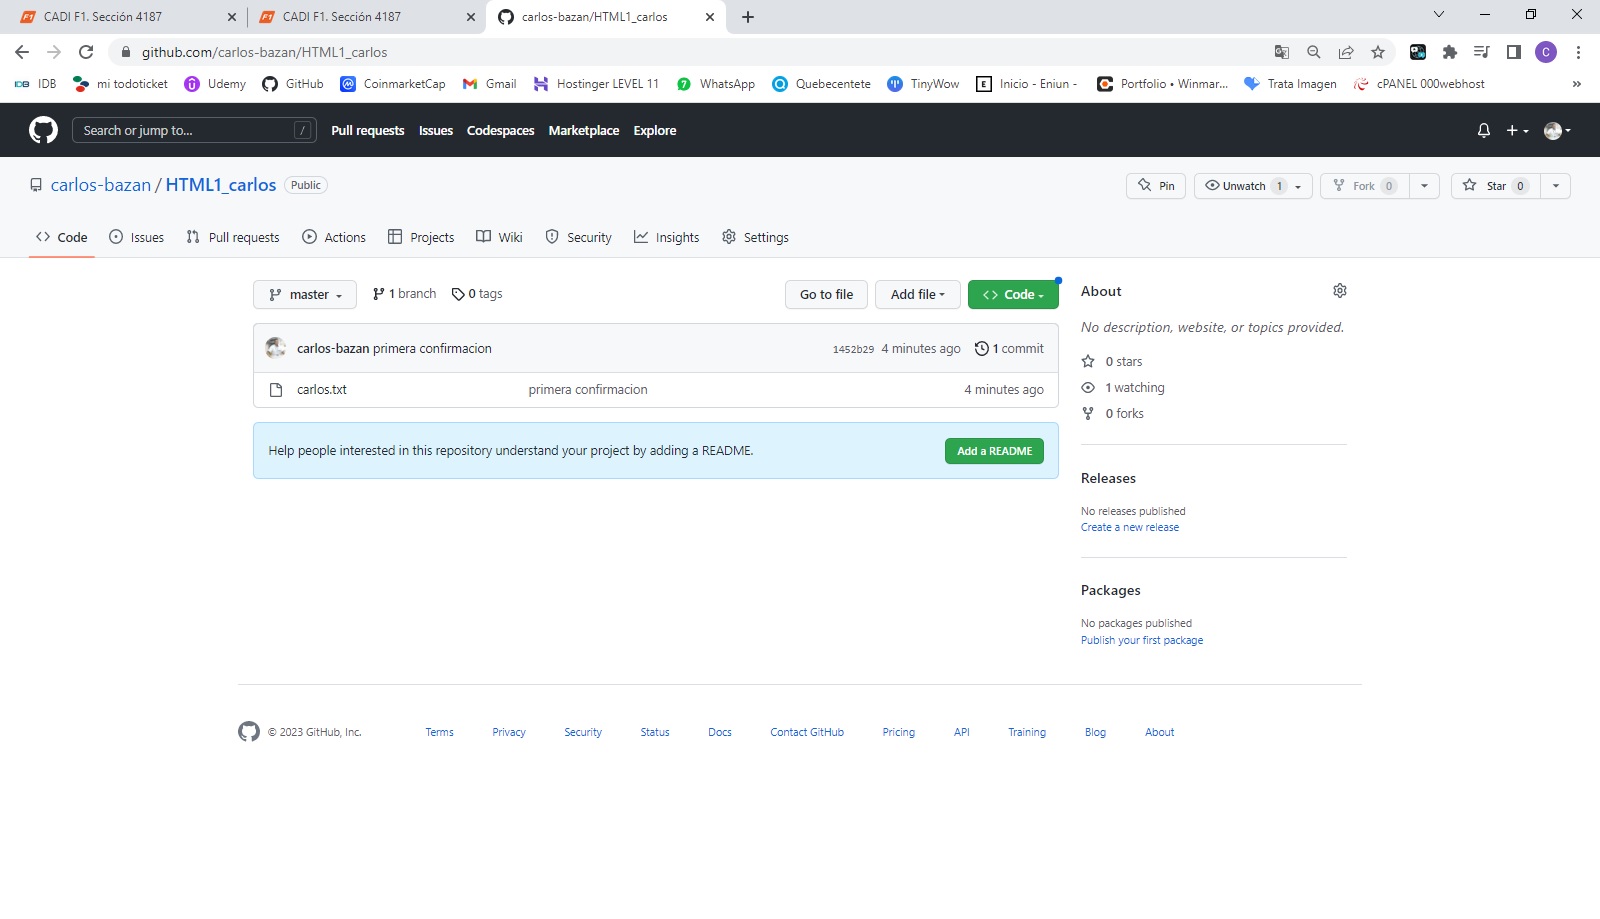 CADI F1. Sección 4187
CADI F1. Sección 4187
carlos-bazan/HTML1_carlos
github.com/carlos-bazan/HTML1_carlos
IDB mi todoticket Udemy GitHub CoinmarketCap Gmail Hostinger LEVEL 11 WhatsApp Quebecentete TinyWow Inicio - Eniun - Portfolio • Winmar... Trata Imagen cPANEL 000webhost »
Search or jump to... / Pull requests Issues Codespaces Marketplace Explore
carlos-bazan / HTML1_carlos Public Pin Unwatch 1 Fork 0 Star 0
Code Issues Pull requests Actions Projects Wiki Security Insights Settings
master 1 branch 0 tags Go to file Add file Code
carlos-bazan primera confirmacion 1452b29 4 minutes ago 1 commit
carlos.txt primera confirmacion 4 minutes ago
Help people interested in this repository understand your project by adding a README. Add a README
About
No description, website, or topics provided.
0 stars
1 watching
0 forks
Releases
No releases published
Create a new release
Packages
No packages published
Publish your first package
© 2023 GitHub, Inc. Terms Privacy Security Status Docs Contact GitHub Pricing API Training Blog About